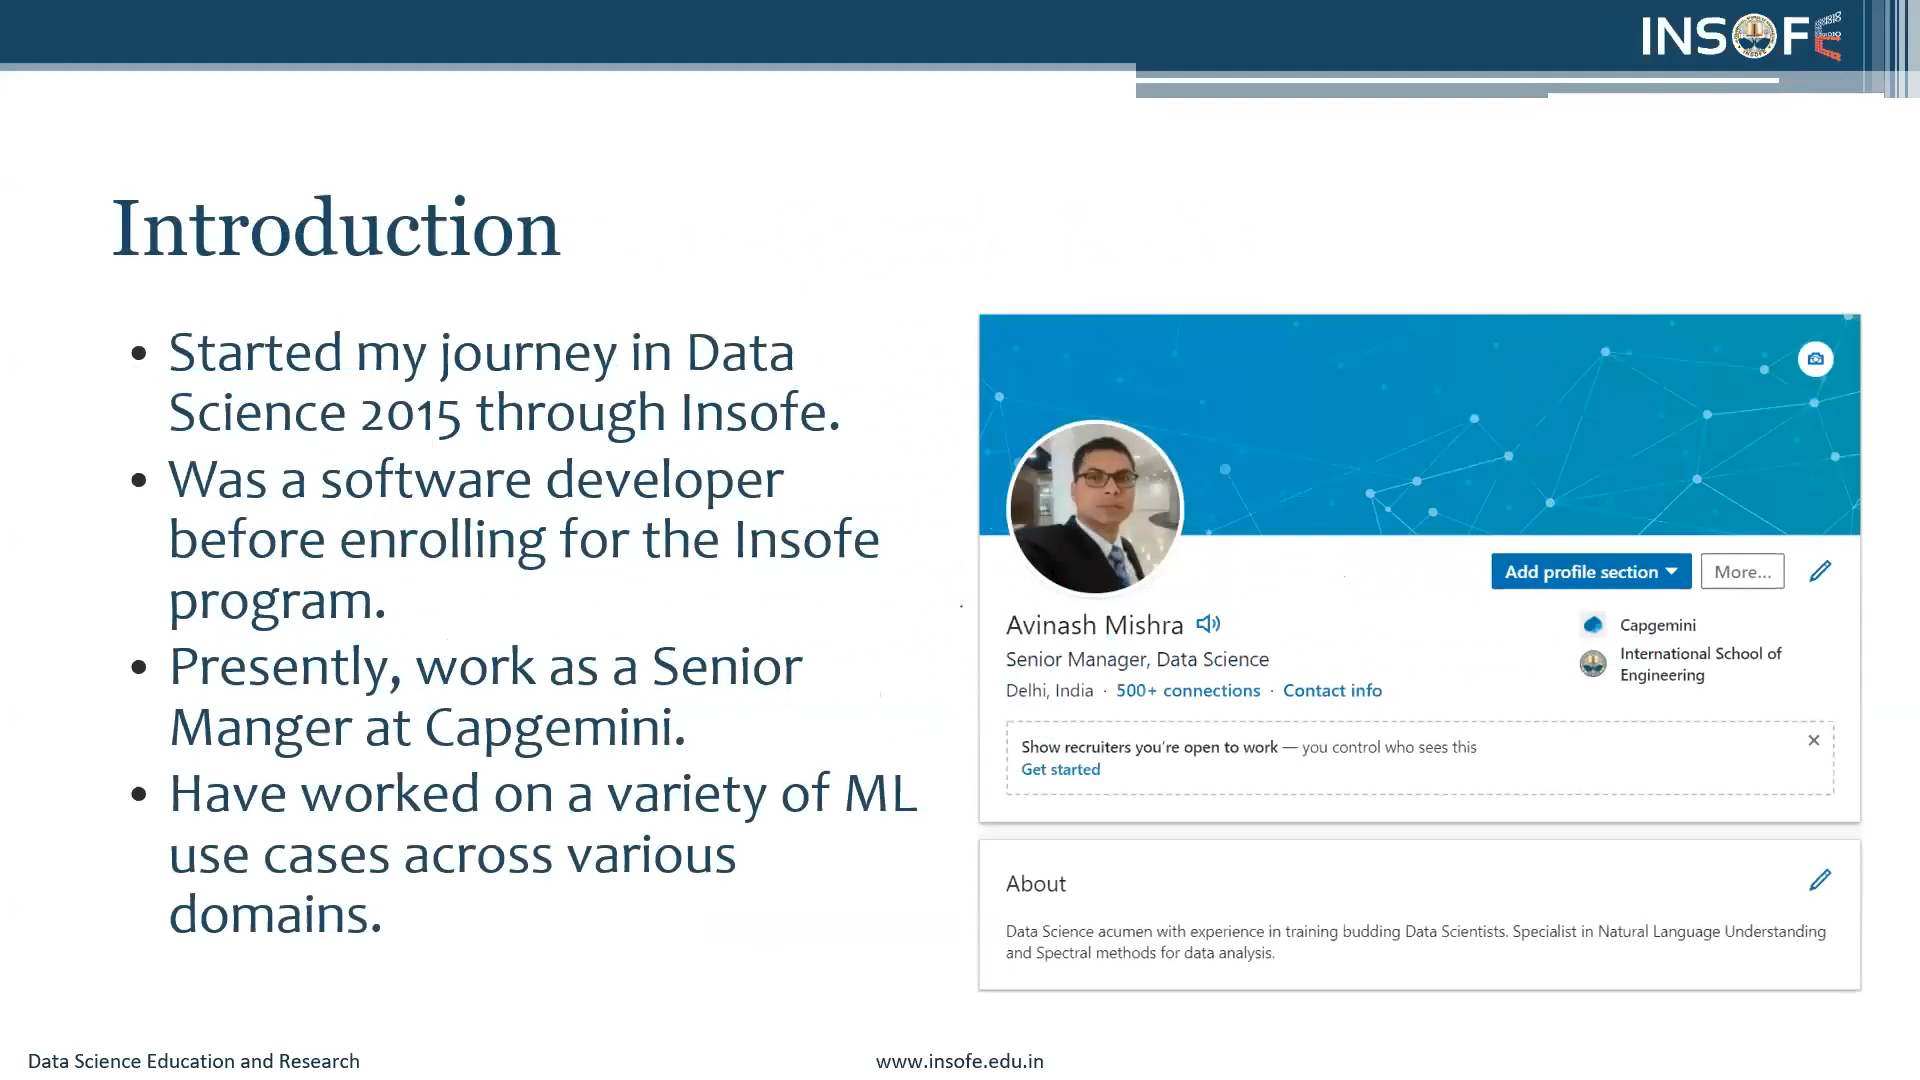 INSOFE
Introduction
• Started my journey in Data
Science 2015 through Insofe.
• Was a software developer
before enrolling for the Insofe
program.
• Presently, work as a Senior
Manger at Capgemini.
• Have worked on a variety of ML
use cases across various
domains.
Add profile section
More...
Avinash Mishra
Senior Manager, Data Science
Delhi, India · 500+ connections · Contact info
Capgemini
International School of
Engineering
Show recruiters you're open to work — you control who sees this
Get started
About
Data Science acumen with experience in training budding Data Scientists. Specialist in Natural Language Understanding
and Spectral methods for data analysis.
Data Science Education and Research
www.insofe.edu.in